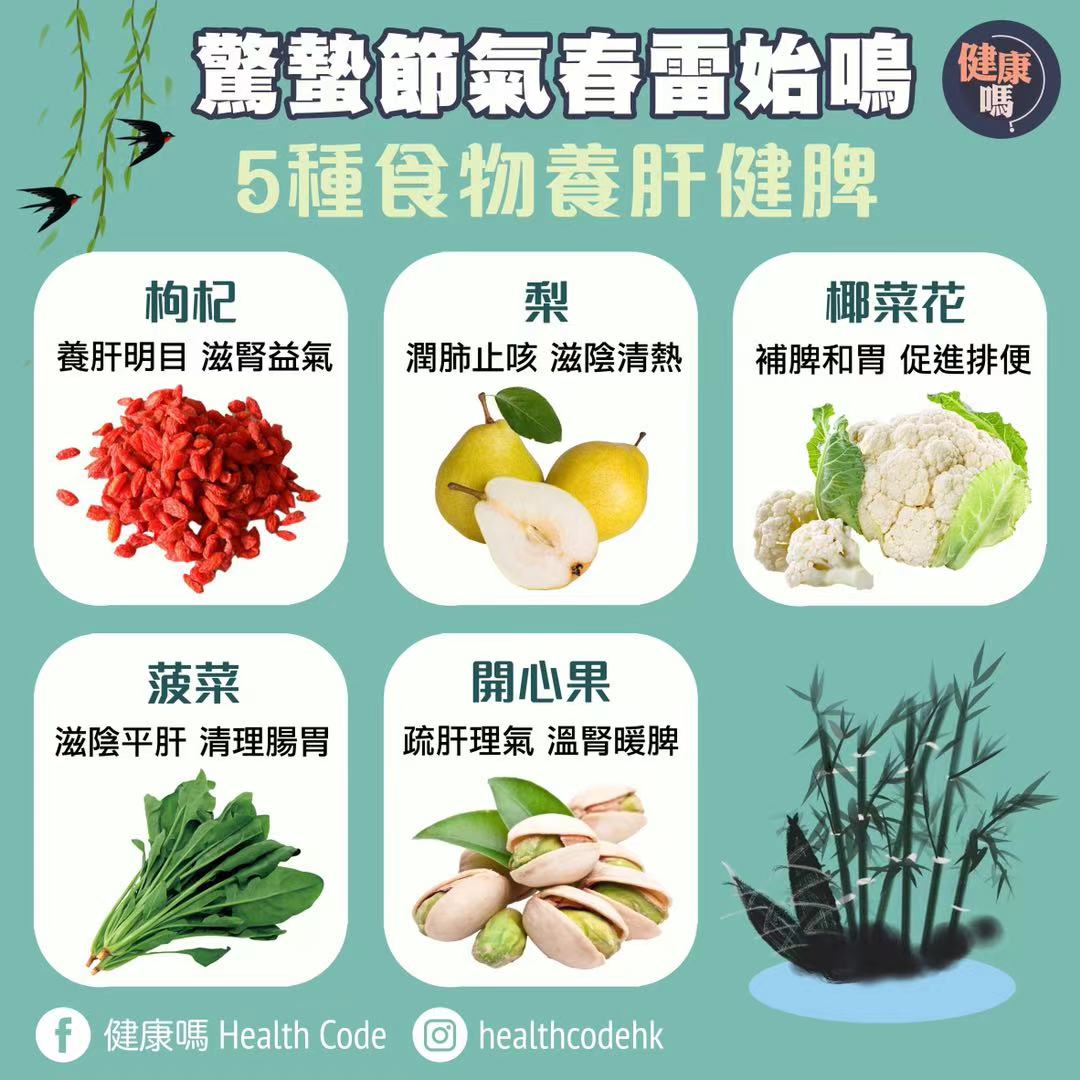 驚蟄節氣春雷始鳴
健康
嗎?
5種食物養肝健脾
枸杞
養肝明目 滋腎益氣
梨
潤肺止咳 滋陰清熱
椰菜花
補脾和胃 促進排便
菠菜
滋陰平肝 清理腸胃
開心果
疏肝理氣 溫腎暖脾
健康嗎 Health Code
healthcodehk